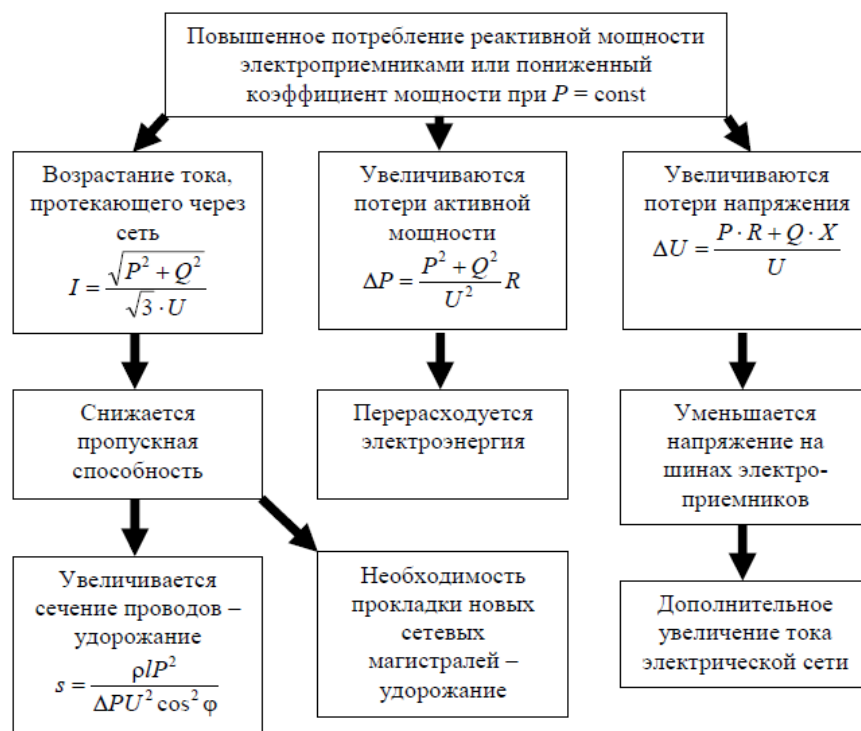 Повышенное потребление реактивной мощности
электроприемниками или пониженный
коэффициент мощности при P = const
Возрастание тока,
протекающего через
сеть
I = √(P² + Q²) / (√3 · U)
Увеличиваются
потери активной
мощности
ΔP = (P² + Q²) / U² R
Увеличиваются
потери напряжения
ΔU = (P · R + Q · X) / U
Снижается
пропускная
способность
Перерасходуется
электроэнергия
Уменьшается
напряжение на
шинах электро-
приемников
Увеличивается
сечение проводов –
удорожание
s = ρlP² / (ΔPU² cos² φ)
Необходимость
прокладки новых
сетевых
магистралей –
удорожание
Дополнительное
увеличение тока
электрической сети